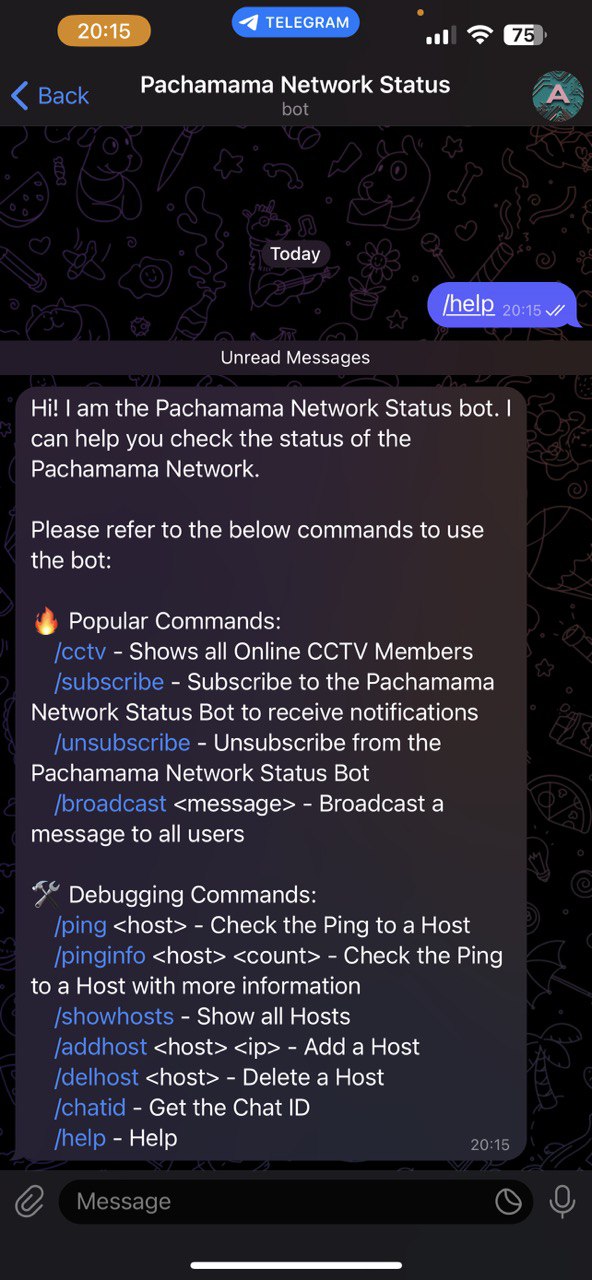 20:15
TELEGRAM
75
Back
Pachamama Network Status
bot
A
Today
/help 20:15
Unread Messages
Hi! I am the Pachamama Network Status bot. I
can help you check the status of the
Pachamama Network.
Please refer to the below commands to use
the bot:
🔥 Popular Commands:
/cctv - Shows all Online CCTV Members
/subscribe - Subscribe to the Pachamama
Network Status Bot to receive notifications
/unsubscribe - Unsubscribe from the
Pachamama Network Status Bot
/broadcast <message> - Broadcast a
message to all users
🛠 Debugging Commands:
/ping <host> - Check the Ping to a Host
/pinginfo <host> <count> - Check the Ping
to a Host with more information
/showhosts - Show all Hosts
/addhost <host> <ip> - Add a Host
/delhost <host> - Delete a Host
/chatid - Get the Chat ID
/help - Help
20:15
Message